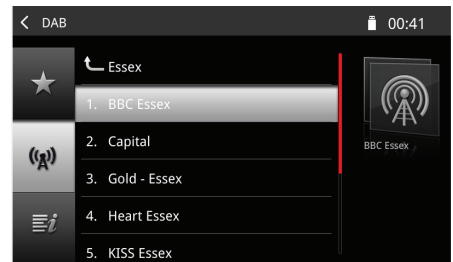 DAB
00:41
Essex
1. BBC Essex
2. Capital
3. Gold - Essex
4. Heart Essex
5. KISS Essex
BBC Essex